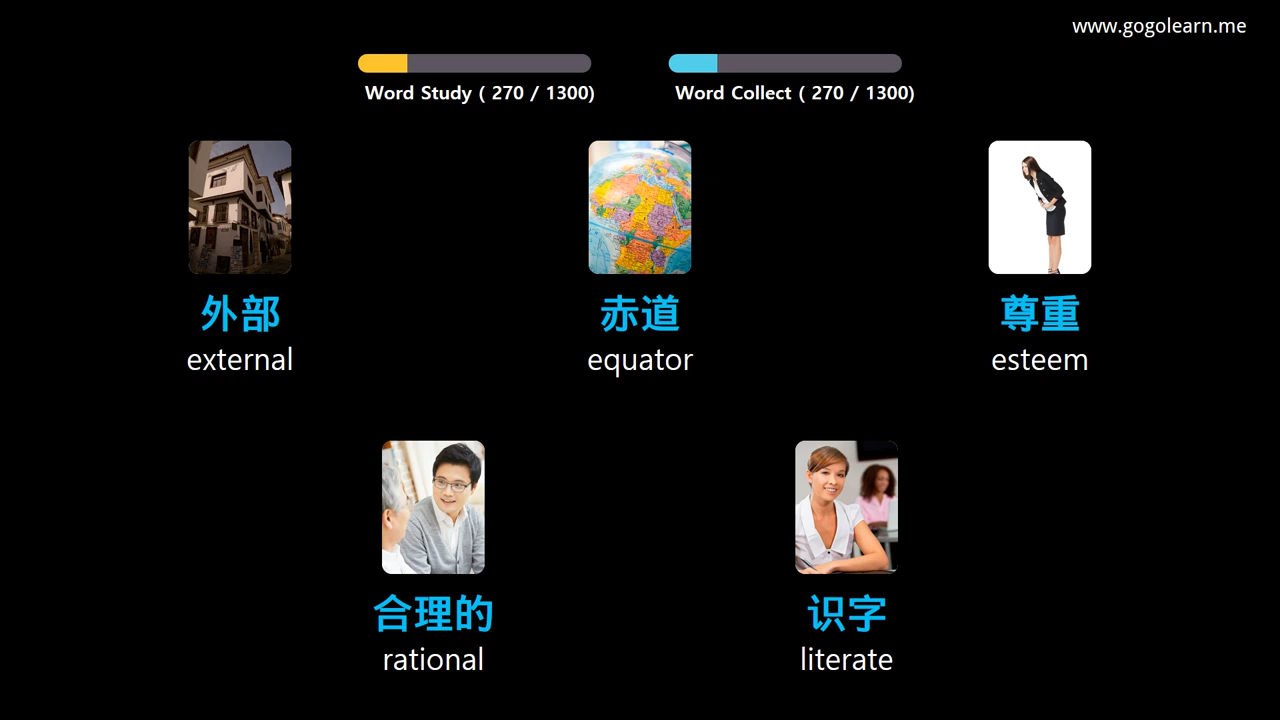 www.gogolearn.me
Word Study ( 270 / 1300)
Word Collect ( 270 / 1300)
外部
external
赤道
equator
尊重
esteem
合理的
rational
识字
literate